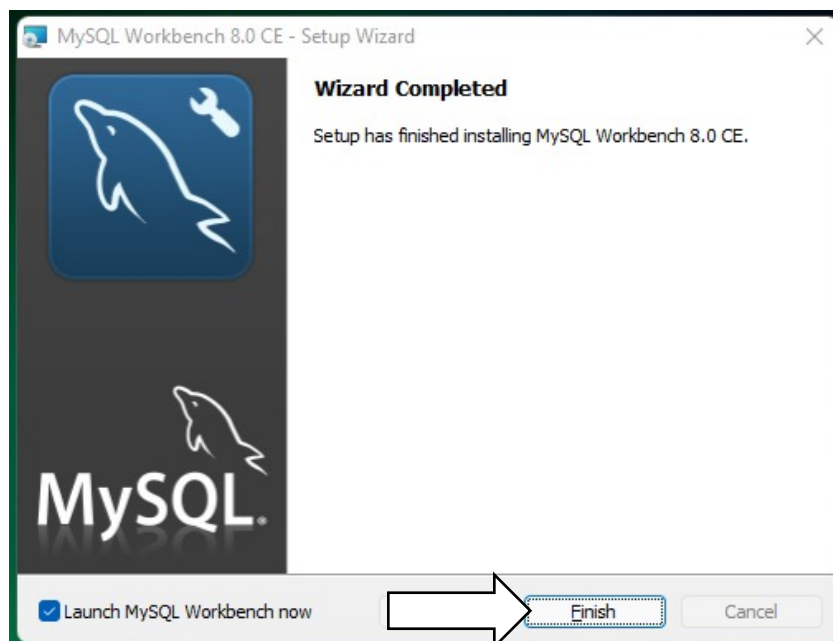 MySQL Workbench 8.0 CE - Setup Wizard
Wizard Completed
Setup has finished installing MySQL Workbench 8.0 CE.
MySQL.
Launch MySQL Workbench now
Finish
Cancel